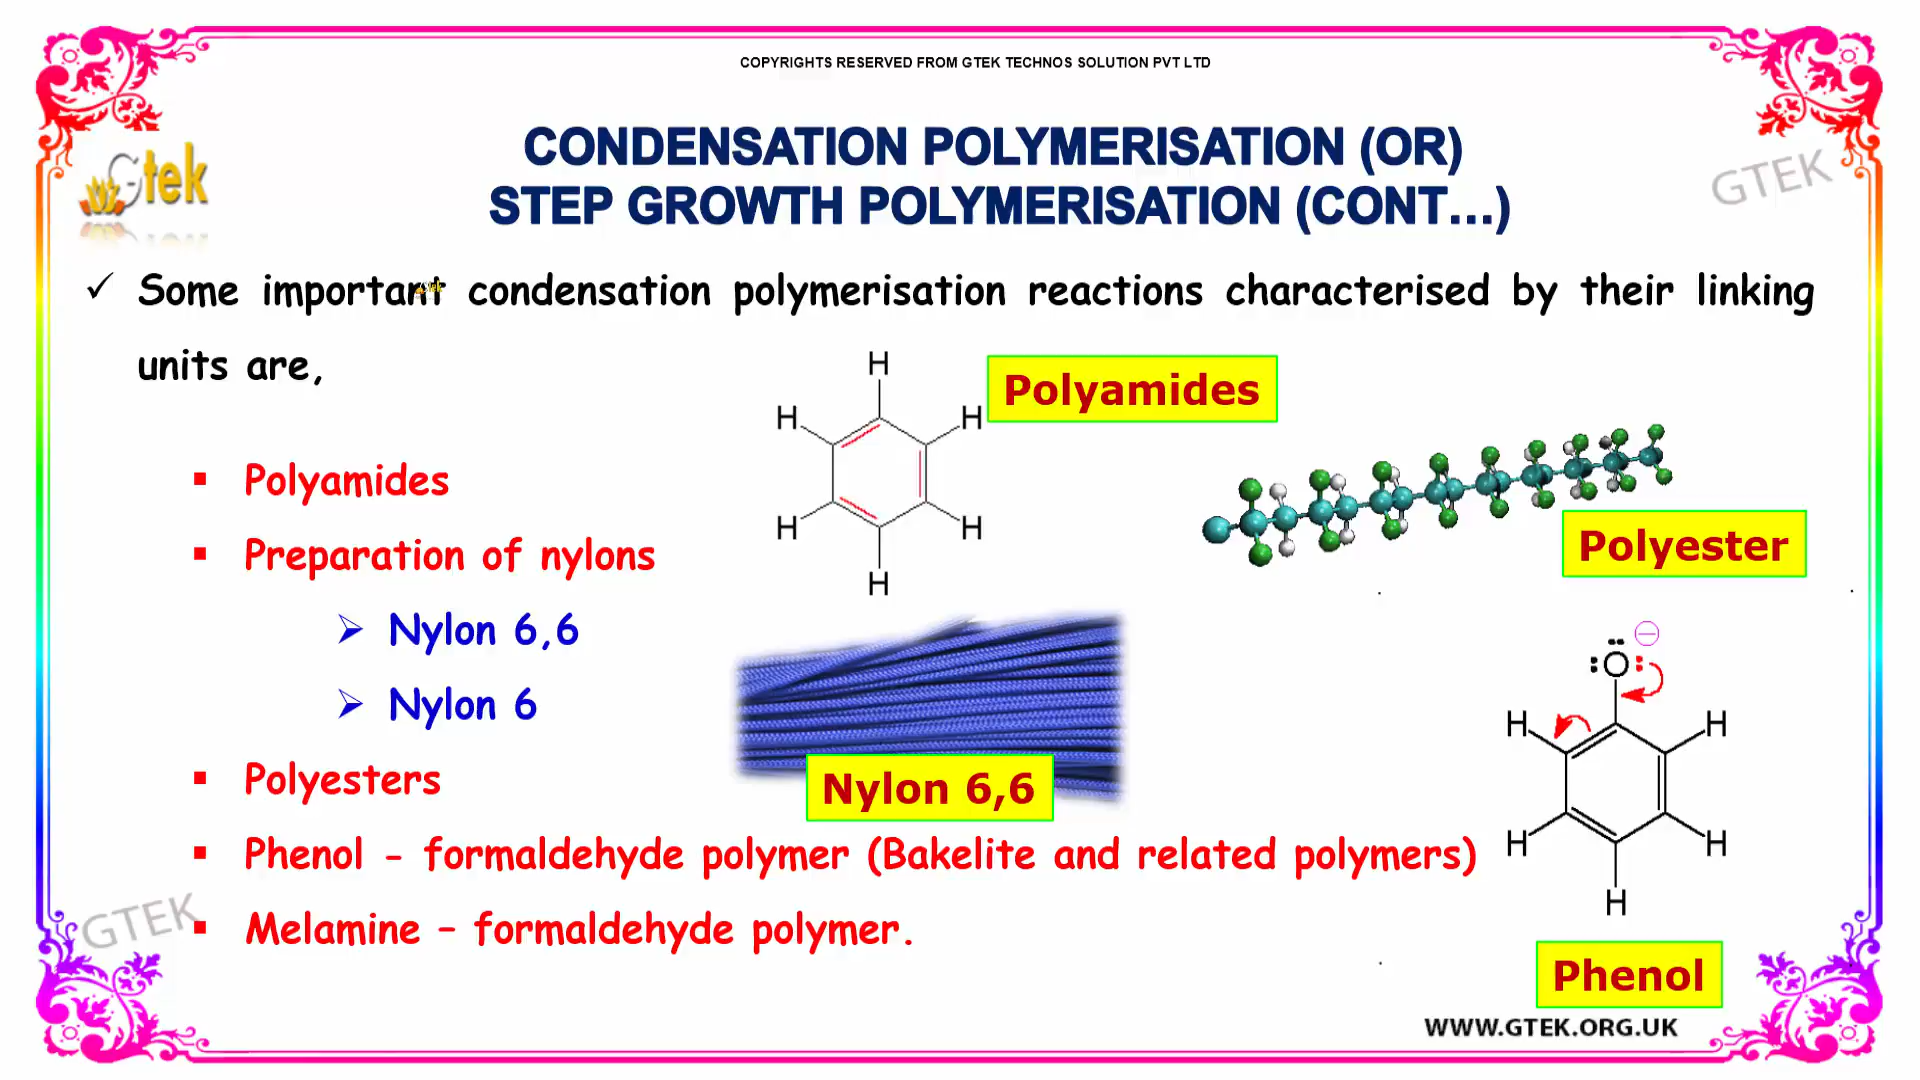 COPYRIGHTS RESERVED FROM GTEK TECHNOS SOLUTION PVT LTD
Gtek
GTEK
CONDENSATION POLYMERISATION (OR)
STEP GROWTH POLYMERISATION (CONT...)
✓ Some important condensation polymerisation reactions characterised by their linking
units are,
Polyamides
H
H
H
H
H
H
▪ Polyamides
▪ Preparation of nylons
Polyester
➢ Nylon 6,6
➢ Nylon 6
▪ Polyesters
Nylon 6,6
O
H
H
H
H
H
▪ Phenol - formaldehyde polymer (Bakelite and related polymers)
▪ Melamine – formaldehyde polymer.
GTEK
Phenol
WWW.GTEK.ORG.UK